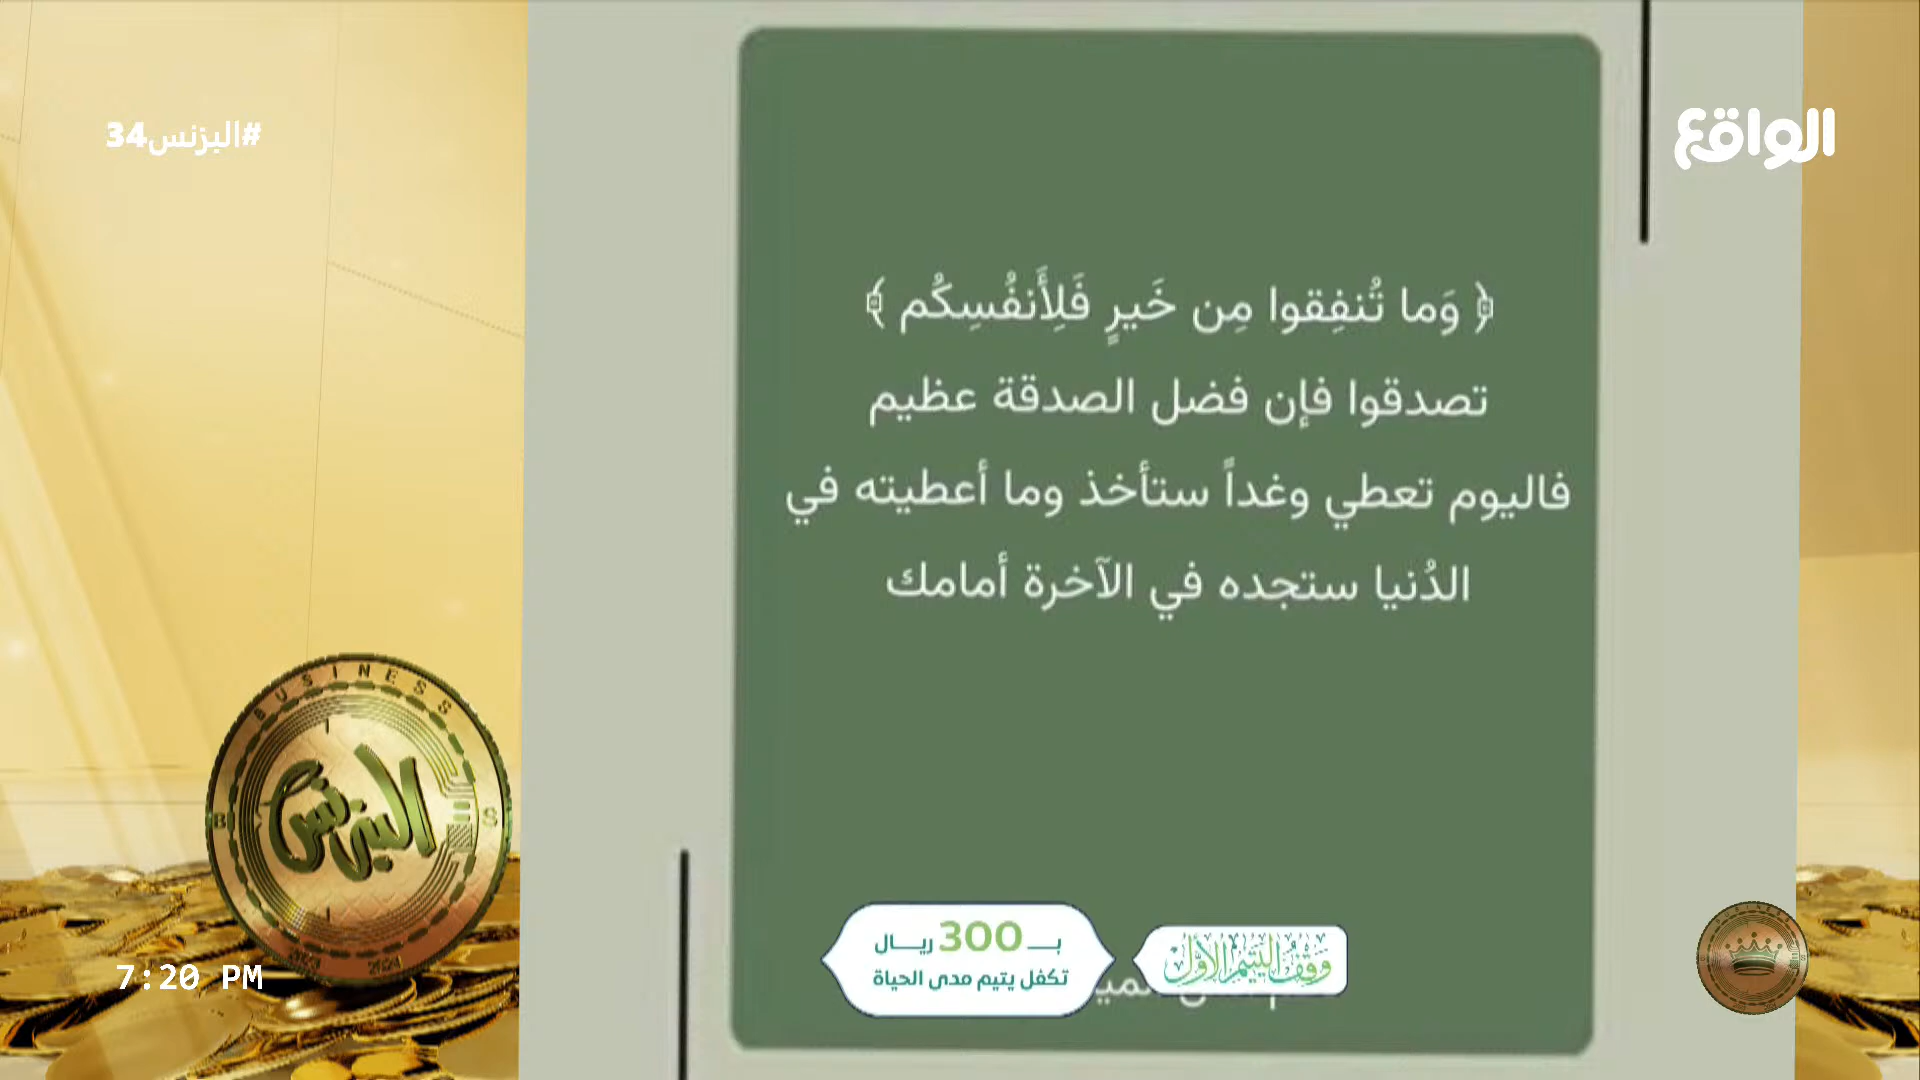 #البزنس34
الواقع
﴿ وَما تُنفِقوا مِن خَيرٍ فَلِأَنفُسِكُم ﴾
تصدقوا فإن فضل الصدقة عظيم
فاليوم تعطي وغداً ستأخذ وما أعطيته في
الدُنيا ستجده في الآخرة أمامك
BUSINESS
B S
البزنس
وقف اليتيم الأول
بـ 300 ريال
تكفل يتيم مدى الحياة
7:20 PM